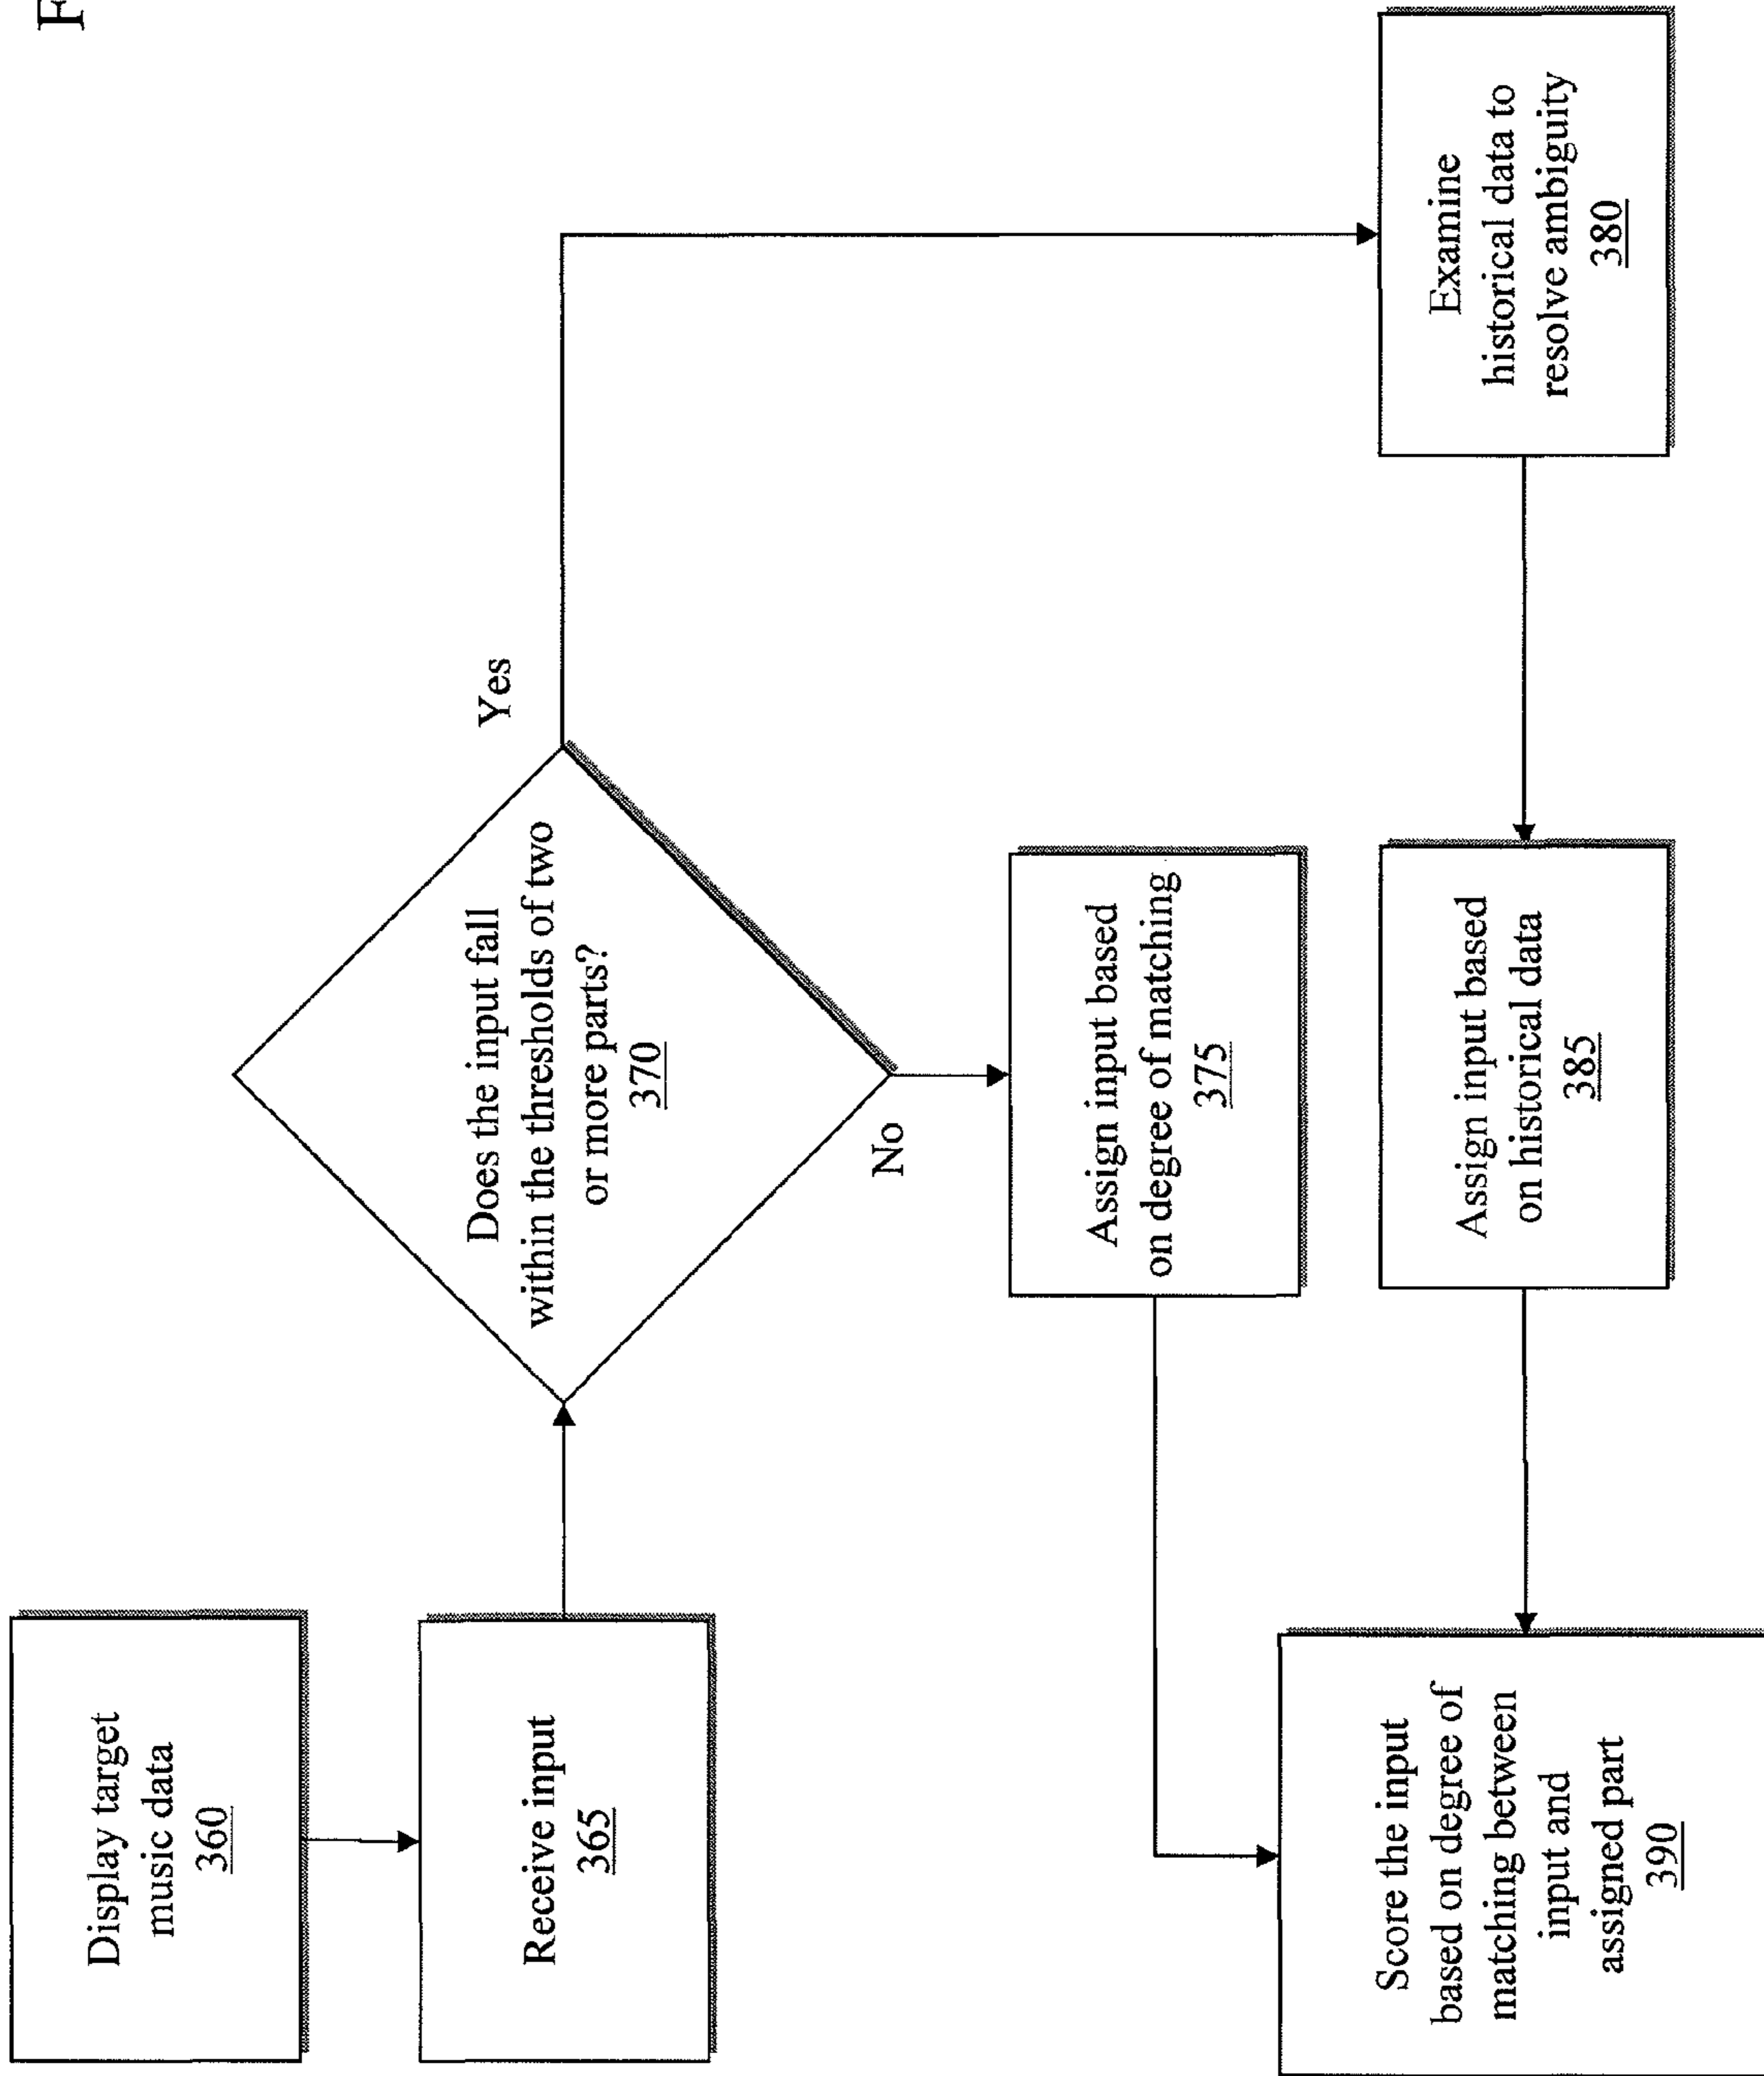 F
Display target
music data
360
Receive input
365
Does the input fall
within the thresholds of two
or more parts?
370
Yes
No
Assign input based
on degree of matching
375
Examine
historical data to
resolve ambiguity
380
Assign input based
on historical data
385
Score the input
based on degree of
matching between
input and
assigned part
390